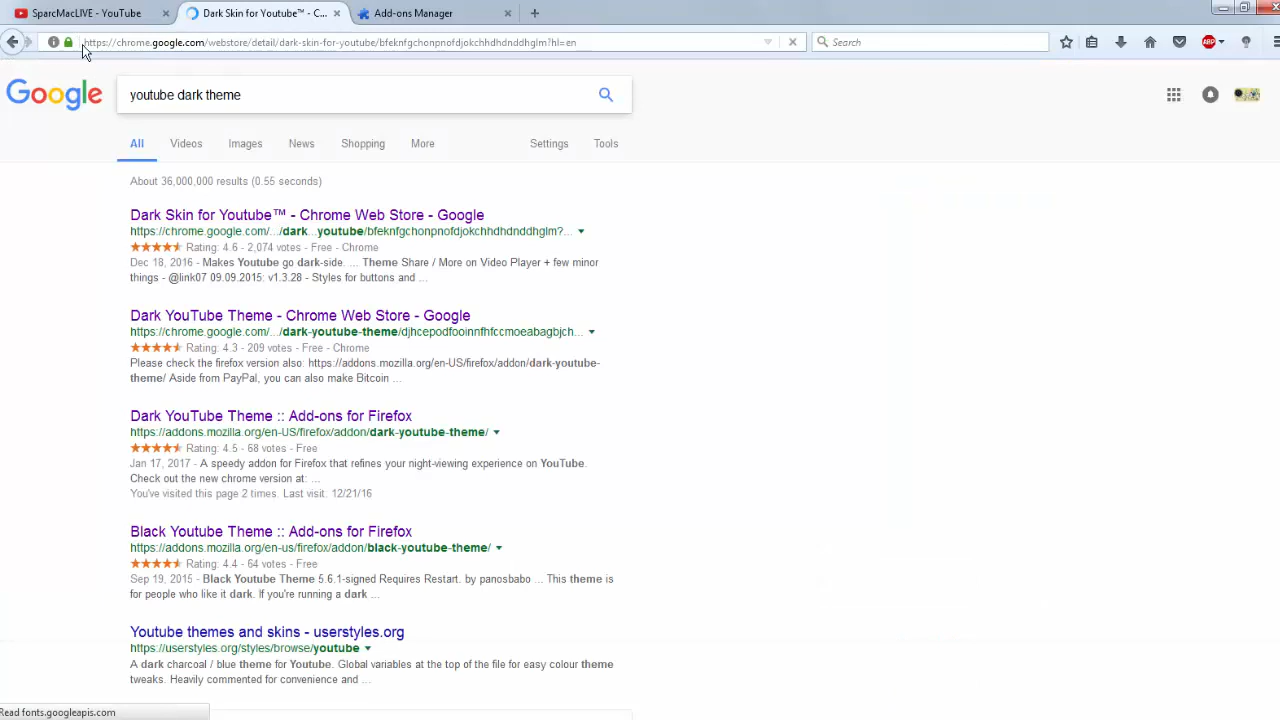 SparcMacLIVE - YouTube
Dark Skin for Youtube™ - C...
Add-ons Manager
https://chrome.google.com/webstore/detail/dark-skin-for-youtube/bfeknfgchonpnofdjokchhdhdnddhglm?hl=en
Search
ABP
Google
youtube dark theme
All
Videos
Images
News
Shopping
More
Settings
Tools
About 36,000,000 results (0.55 seconds)
Dark Skin for Youtube™ - Chrome Web Store - Google
https://chrome.google.com/.../dark...youtube/bfeknfgchonpnofdjokchhdhdnddhglm?...
Rating: 4.6 - 2,074 votes - Free - Chrome
Dec 18, 2016 - Makes Youtube go dark-side. ... Theme Share / More on Video Player + few minor
things - @link07 09.09.2015: v1.3.28 - Styles for buttons and ...
Dark YouTube Theme - Chrome Web Store - Google
https://chrome.google.com/.../dark-youtube-theme/djhcepodfooinnfhfccmoeabagbjch...
Rating: 4.3 - 209 votes - Free - Chrome
Please check the firefox version also: https://addons.mozilla.org/en-US/firefox/addon/dark-youtube-
theme/ Aside from PayPal, you can also make Bitcoin ...
Dark YouTube Theme :: Add-ons for Firefox
https://addons.mozilla.org/en-US/firefox/addon/dark-youtube-theme/
Rating: 4.5 - 68 votes - Free
Jan 17, 2017 - A speedy addon for Firefox that refines your night-viewing experience on YouTube.
Check out the new chrome version at: ...
You've visited this page 2 times. Last visit: 12/21/16
Black Youtube Theme :: Add-ons for Firefox
https://addons.mozilla.org/en-us/firefox/addon/black-youtube-theme/
Rating: 4.4 - 64 votes - Free
Sep 19, 2015 - Black Youtube Theme 5.6.1-signed Requires Restart. by panosbabo ... This theme is
for people who like it dark. If you're running a dark ...
Youtube themes and skins - userstyles.org
https://userstyles.org/styles/browse/youtube
A dark charcoal / blue theme for Youtube. Global variables at the top of the file for easy colour theme
tweaks. Heavily commented for convenience and ...
Read fonts.googleapis.com